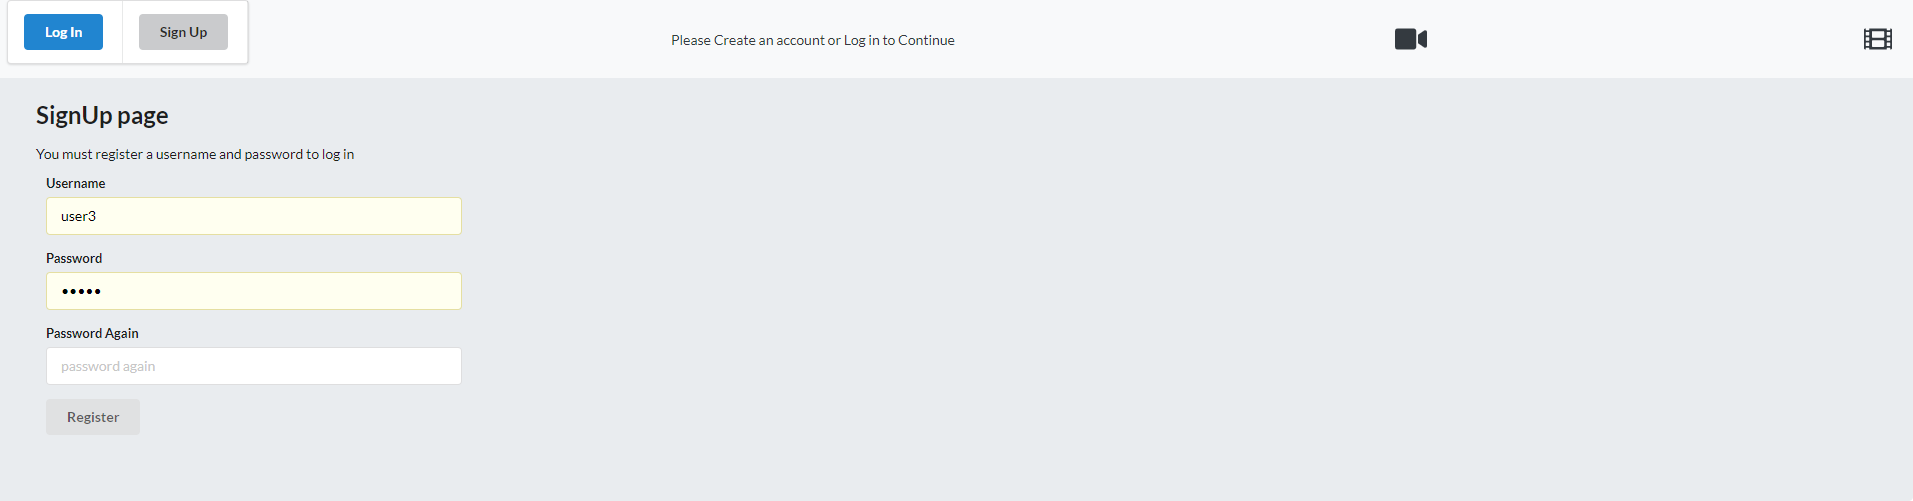 Log In
Sign Up
Please Create an account or Log in to Continue
SignUp page
You must register a username and password to log in
Username
user3
Password
•••••
Password Again
password again
Register